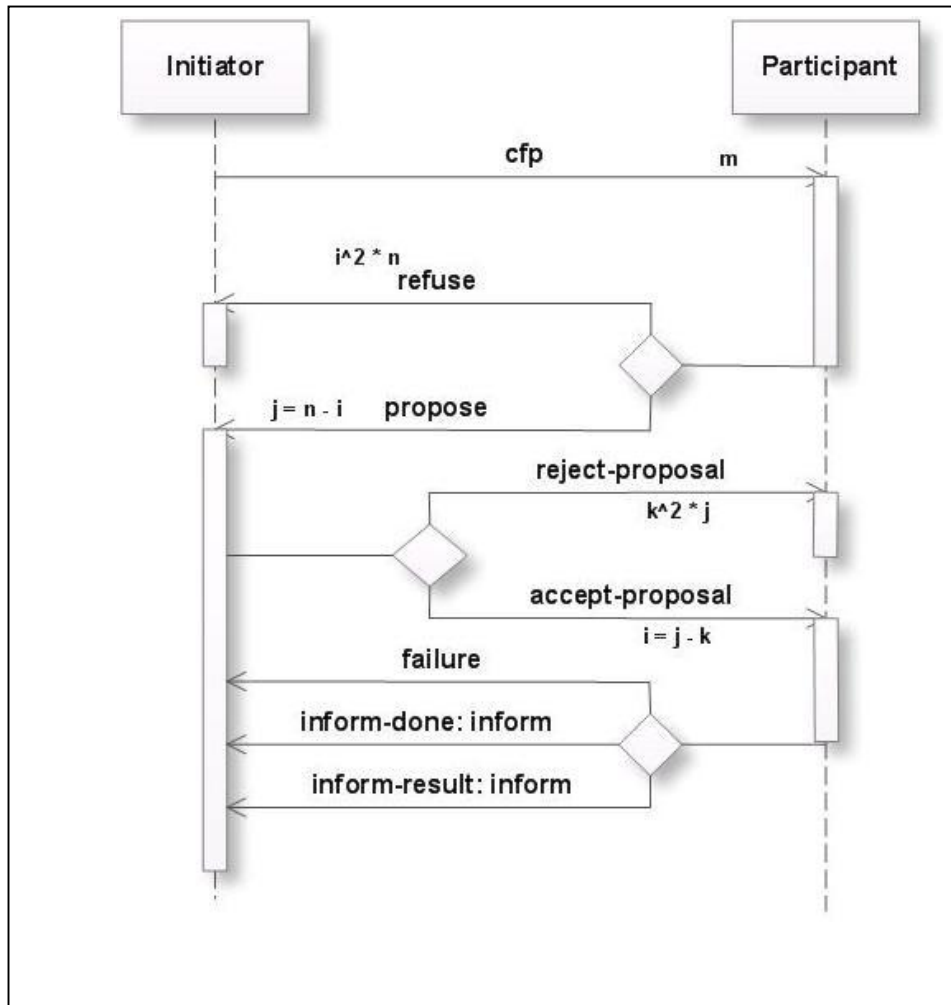 Initiator
Participant
cfp
m
i^2 * n
refuse
j = n - i
propose
reject-proposal
k^2 * j
accept-proposal
i = j - k
failure
inform-done: inform
inform-result: inform